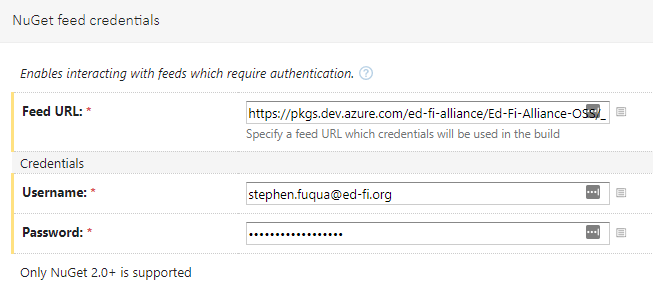 NuGet feed credentials
Enables interacting with feeds which require authentication. ?
Feed URL: * https://pkgs.dev.azure.com/ed-fi-alliance/Ed-Fi-Alliance-OSS/_
Specify a feed URL which credentials will be used in the build
Credentials
Username: * stephen.fuqua@ed-fi.org
Password: * ••••••••••••••••••
Only NuGet 2.0+ is supported